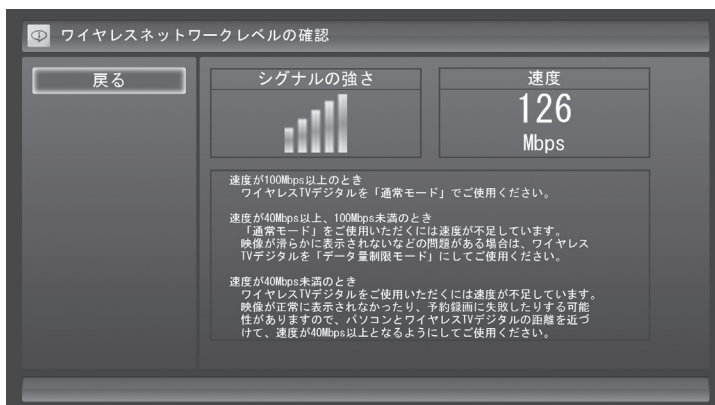 ワイヤレスネットワークレベルの確認
戻る
シグナルの強さ
速度
126
Mbps
速度が100Mbps以上のとき
ワイヤレスTVデジタルを「通常モード」でご使用ください。
速度が40Mbps以上、100Mbps未満のとき
「通常モード」をご使用いただくには速度が不足しています。
映像が滑らかに表示されないなどの問題がある場合は、ワイヤレス
TVデジタルを「データ量制限モード」にしてご使用ください。
速度が40Mbps未満のとき
ワイヤレスTVデジタルをご使用いただくには速度が不足しています。
映像が正常に表示されなかったり、予約録画に失敗したりする可能
性がありますので、パソコンとワイヤレスTVデジタルの距離を近づ
けて、速度が40Mbps以上となるようにしてご使用ください。